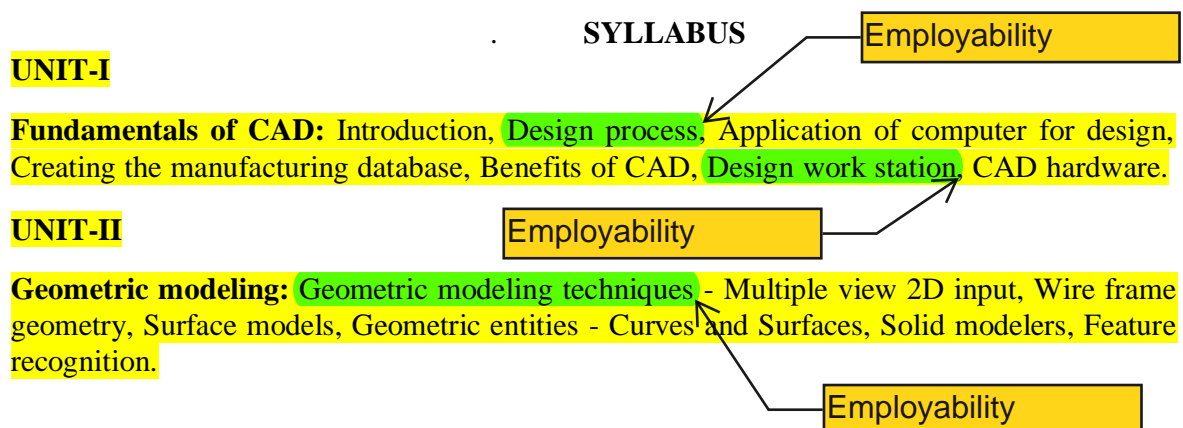 . SYLLABUS Employability
UNIT-I
Fundamentals of CAD: Introduction, Design process, Application of computer for design,
Creating the manufacturing database, Benefits of CAD, Design work station, CAD hardware.
UNIT-II Employability
Geometric modeling: Geometric modeling techniques - Multiple view 2D input, Wire frame
geometry, Surface models, Geometric entities - Curves and Surfaces, Solid modelers, Feature
recognition.
Employability